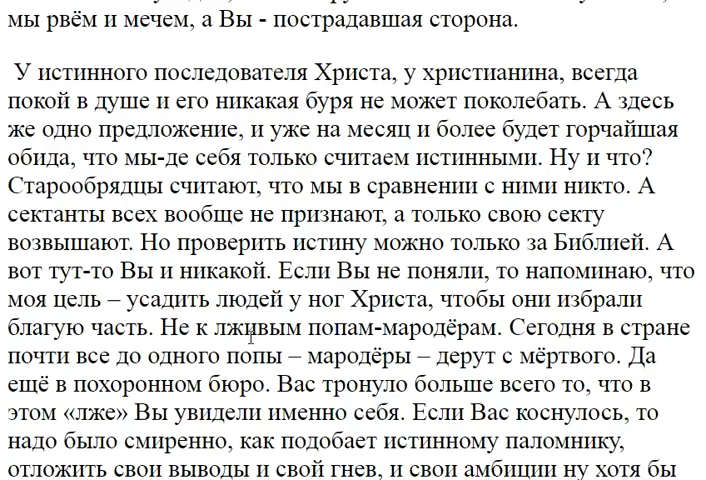 мы рвём и мечем, а Вы - пострадавшая сторона.
У истинного последователя Христа, у христианина, всегда
покой в душе и его никакая буря не может поколебать. А здесь
же одно предложение, и уже на месяц и более будет горчайшая
обида, что мы-де себя только считаем истинными. Ну и что?
Старообрядцы считают, что мы в сравнении с ними никто. А
сектанты всех вообще не признают, а только свою секту
возвышают. Но проверить истину можно только за Библией. А
вот тут-то Вы и никакой. Если Вы не поняли, то напоминаю, что
моя цель – усадить людей у ног Христа, чтобы они избрали
благую часть. Не к лживым попам-мародёрам. Сегодня в стране
почти все до одного попы – мародёры – дерут с мёртвого. Да
ещё в похоронном бюро. Вас тронуло больше всего то, что в
этом «лже» Вы увидели именно себя. Если Вас коснулось, то
надо было смиренно, как подобает истинному паломнику,
отложить свои выводы и свой гнев, и свои амбиции ну хотя бы